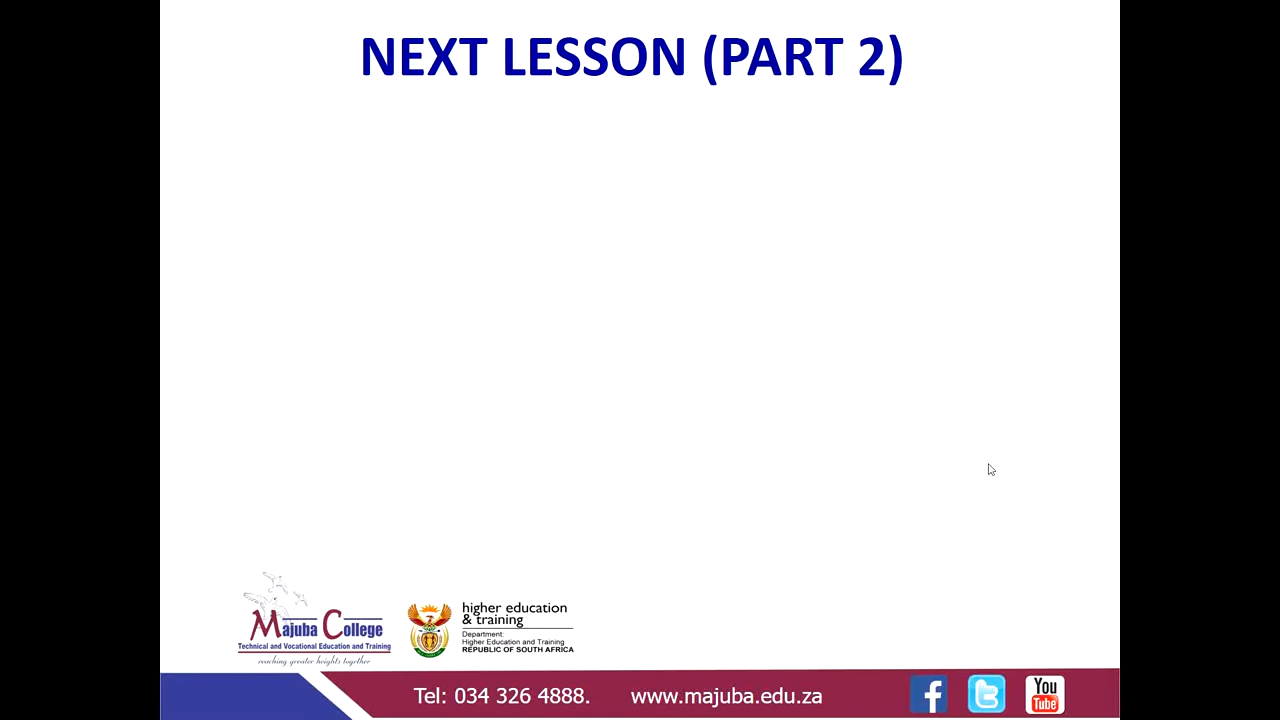 NEXT LESSON (PART 2)
Majuba College
Technical and Vocational Education and Training
reaching greater heights together
higher education
& training
Department:
Higher Education and Training
REPUBLIC OF SOUTH AFRICA
Tel: 034 326 4888. www.majuba.edu.za
You
Tube